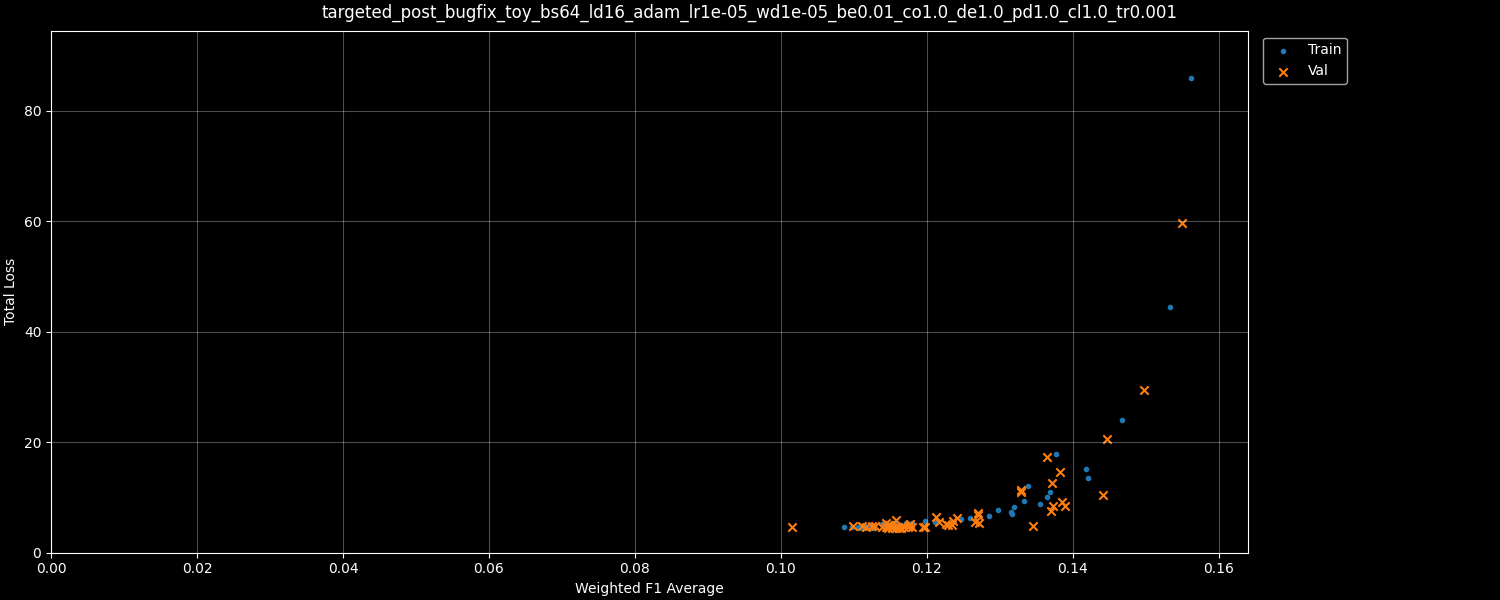 targeted_post_bugfix_toy_bs64_ld16_adam_lr1e-05_wd1e-05_be0.01_co1.0_de1.0_pd1.0_cl1.0_tr0.001
Train
Val
80
60
40
20
0
Total Loss
0.00 0.02 0.04 0.06 0.08 0.10 0.12 0.14 0.16
Weighted F1 Average